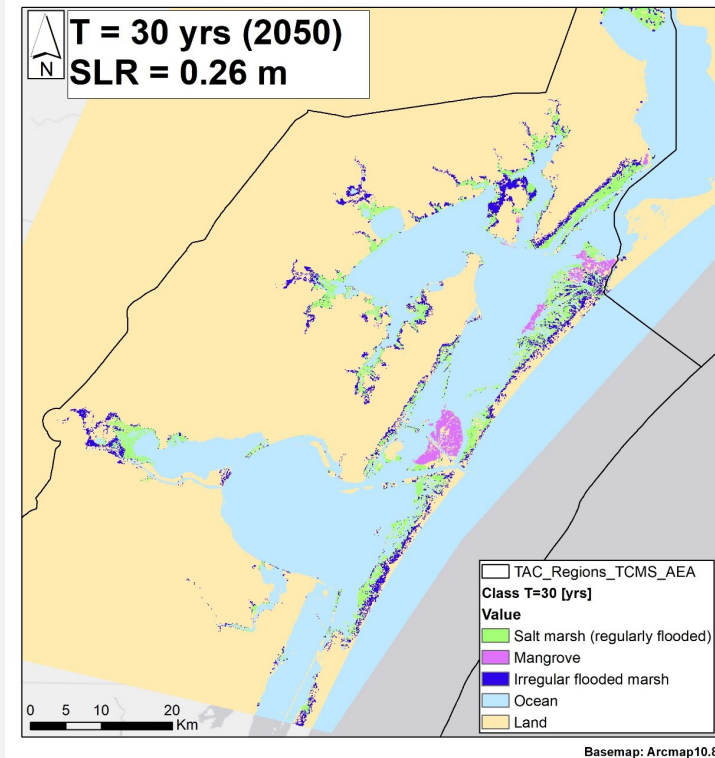 T = 30 yrs (2050)
SLR = 0.26 m
N
TAC_Regions_TCMS_AEA
Class T=30 [yrs]
Value
Salt marsh (regularly flooded)
Mangrove
Irregular flooded marsh
Ocean
Land
0 5 10 20
Km
Basemap: Arcmap10.8